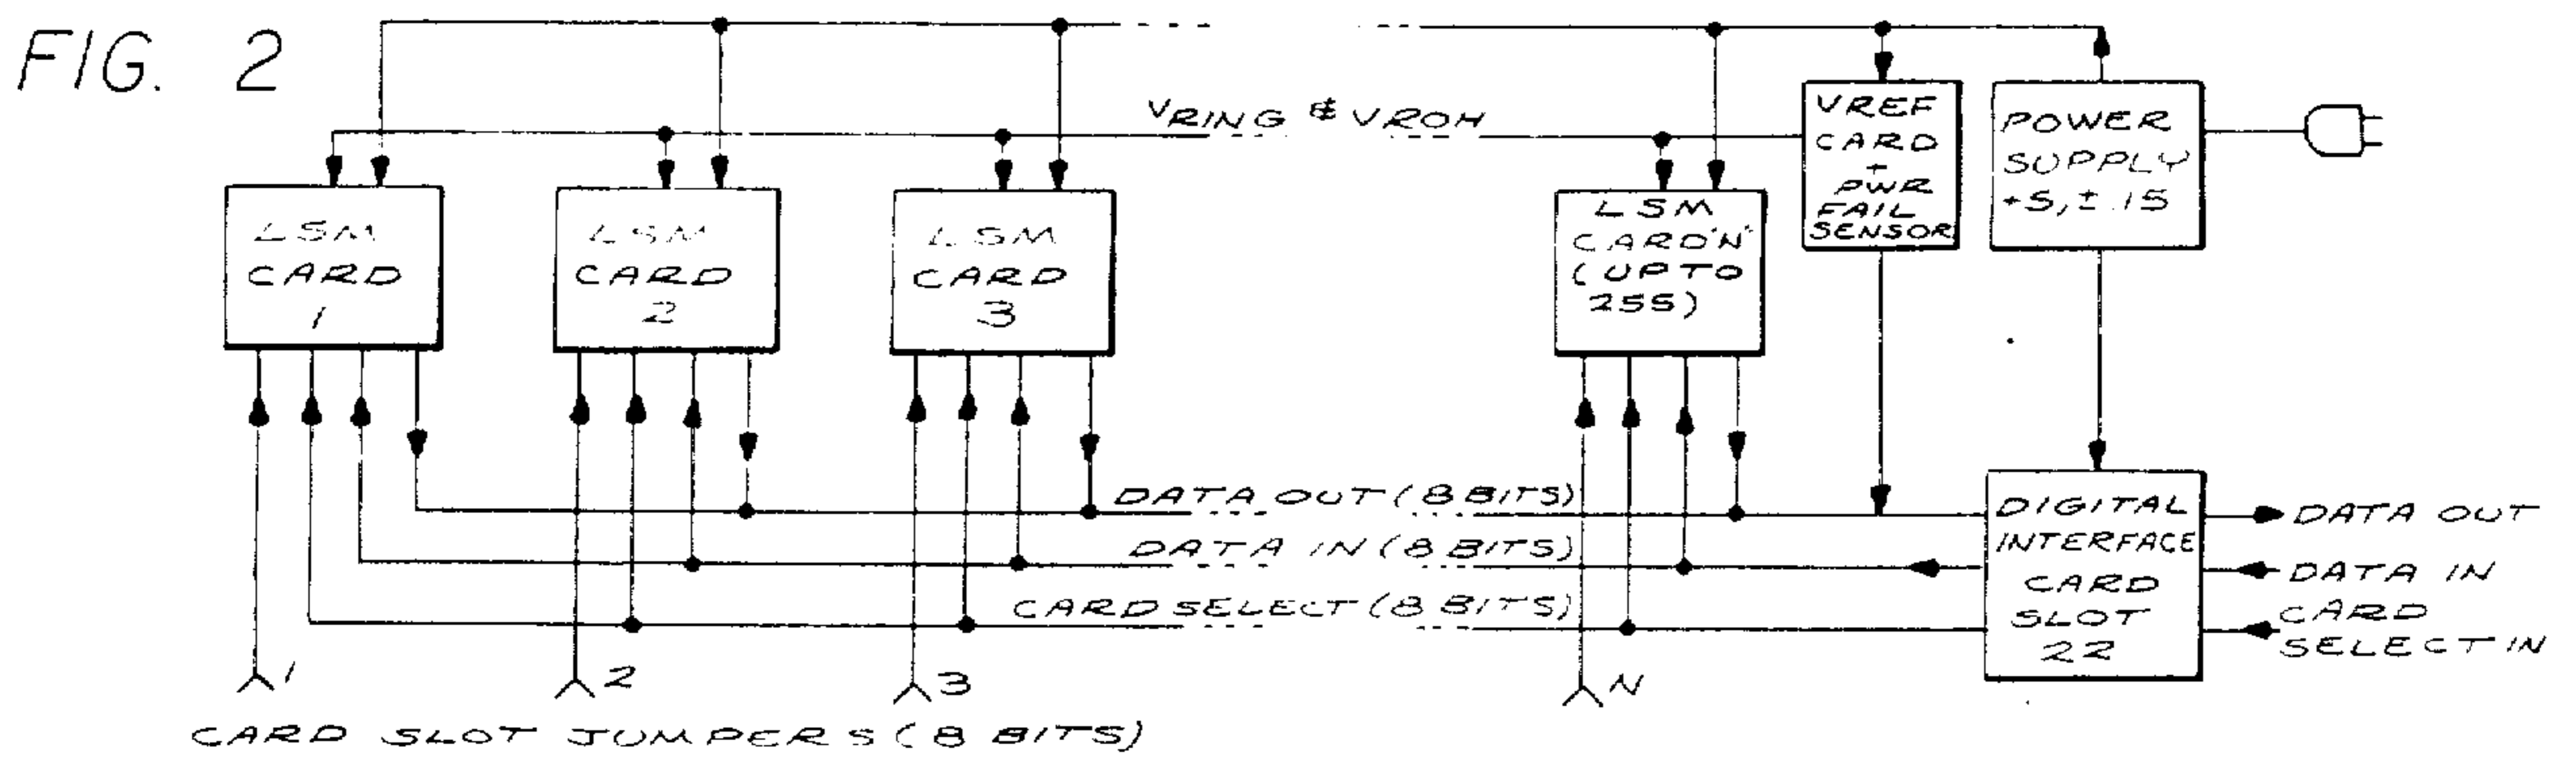 FIG. 2
VRING & VROH
LSM
CARD
1
LSM
CARD
2
LSM
CARD
3
LSM
CARD "N"
(UP TO
255)
VREF
CARD
+
PWR
FAIL
SENSOR
POWER
SUPPLY
+5, ±.15
DATA OUT (8 BITS)
DATA IN (8 BITS)
CARD SELECT (8 BITS)
DIGITAL
INTERFACE
CARD
SLOT
22
DATA OUT
DATA IN
CARD
SELECT IN
1
2
3
N
CARD SLOT JUMPERS (8 BITS)